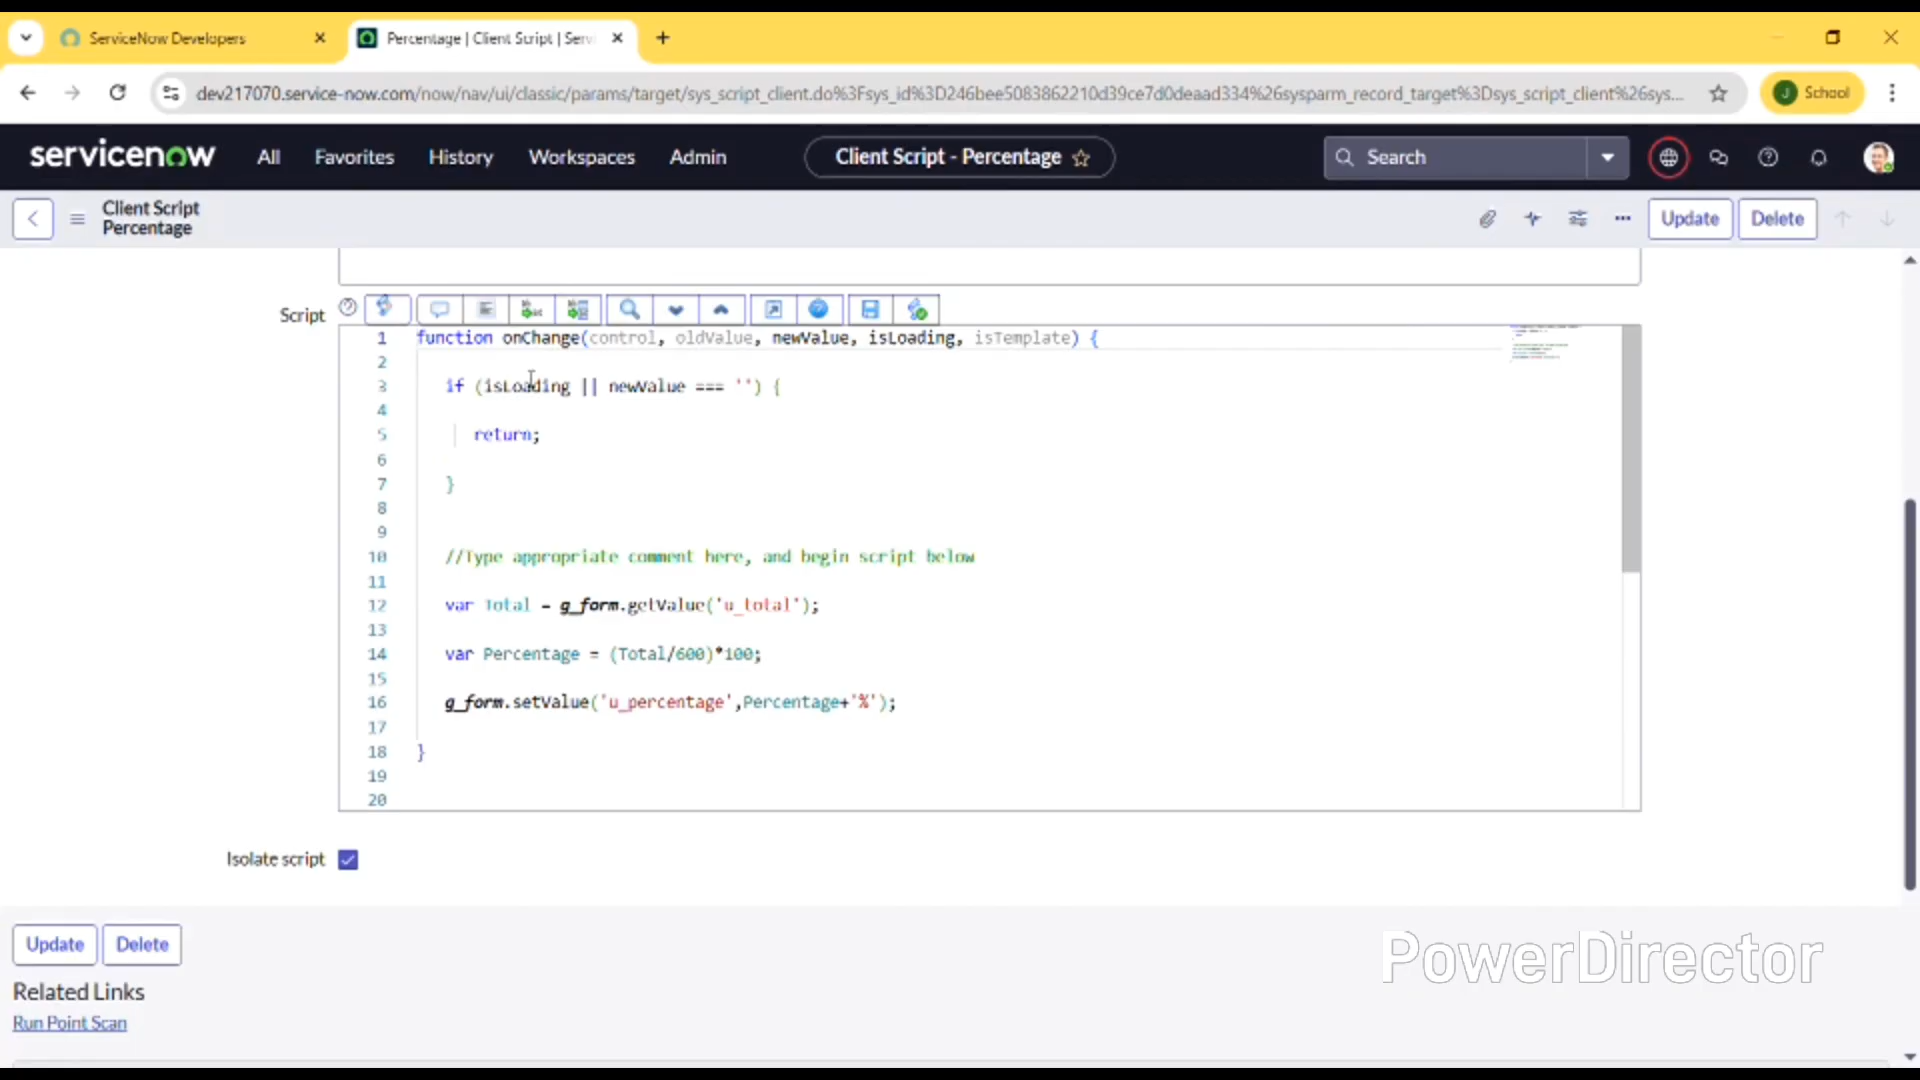 ServiceNow Developers
Percentage | Client Script | Serv
dev217070.service-now.com/now/nav/ui/classic/params/target/sys_script_client.do%3Fsys_id%3D246bee5083862210d39ce7d0deaad334%26sysparm_record_target%3Dsys_script_client%26sys...
J School
servicenow All Favorites History Workspaces Admin Client Script - Percentage Search
Client Script
Percentage
Update Delete
Script
1 function onChange(control, oldValue, newValue, isLoading, isTemplate) {
2
3 if (isLoading || newValue === '') {
4
5 return;
6
7 }
8
9
10 //Type appropriate comment here, and begin script below
11
12 var Total = g_form.getValue('u_total');
13
14 var Percentage = (Total/600)*100;
15
16 g_form.setValue('u_percentage',Percentage+'%');
17
18 }
19
20
Isolate script
Update Delete
PowerDirector
Related Links
Run Point Scan